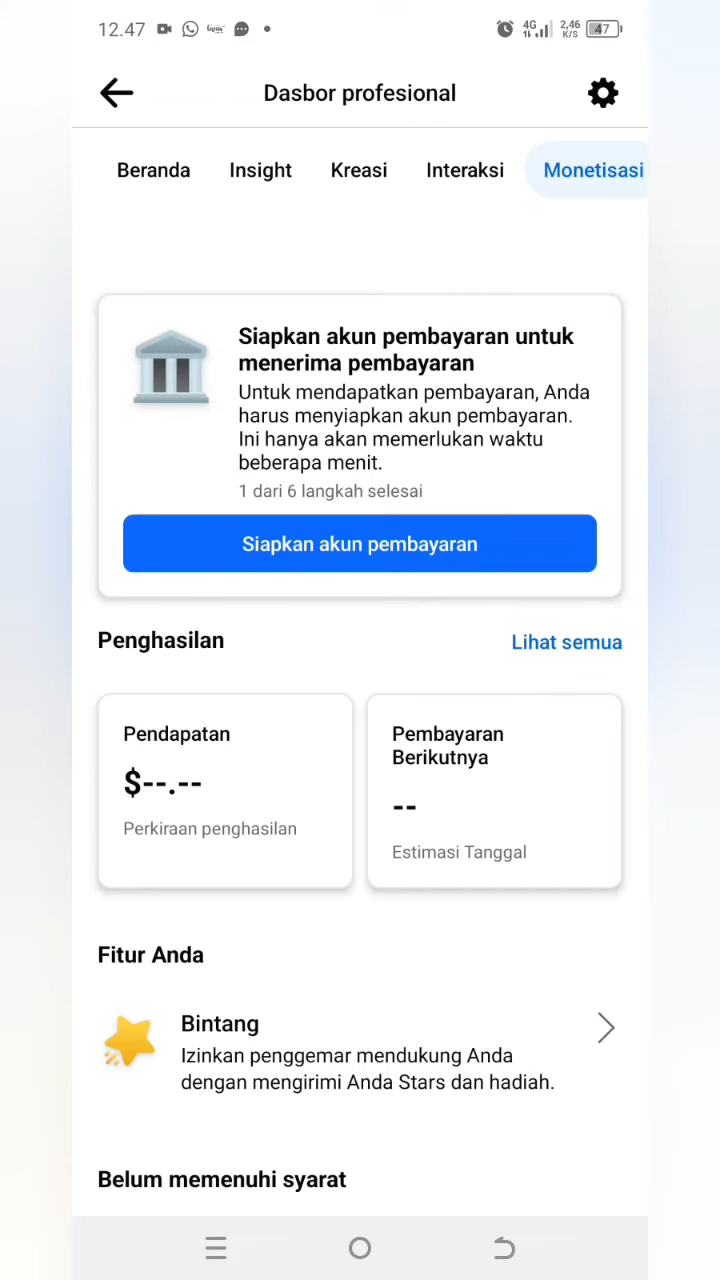 12.47
4G 2,46 K/S 47
Dasbor profesional
Beranda Insight Kreasi Interaksi Monetisasi
Siapkan akun pembayaran untuk
menerima pembayaran
Untuk mendapatkan pembayaran, Anda
harus menyiapkan akun pembayaran.
Ini hanya akan memerlukan waktu
beberapa menit.
1 dari 6 langkah selesai
Siapkan akun pembayaran
Penghasilan
Lihat semua
Pendapatan
$--.--
Perkiraan penghasilan
Pembayaran
Berikutnya
--
Estimasi Tanggal
Fitur Anda
Bintang
Izinkan penggemar mendukung Anda
dengan mengirimi Anda Stars dan hadiah.
Belum memenuhi syarat